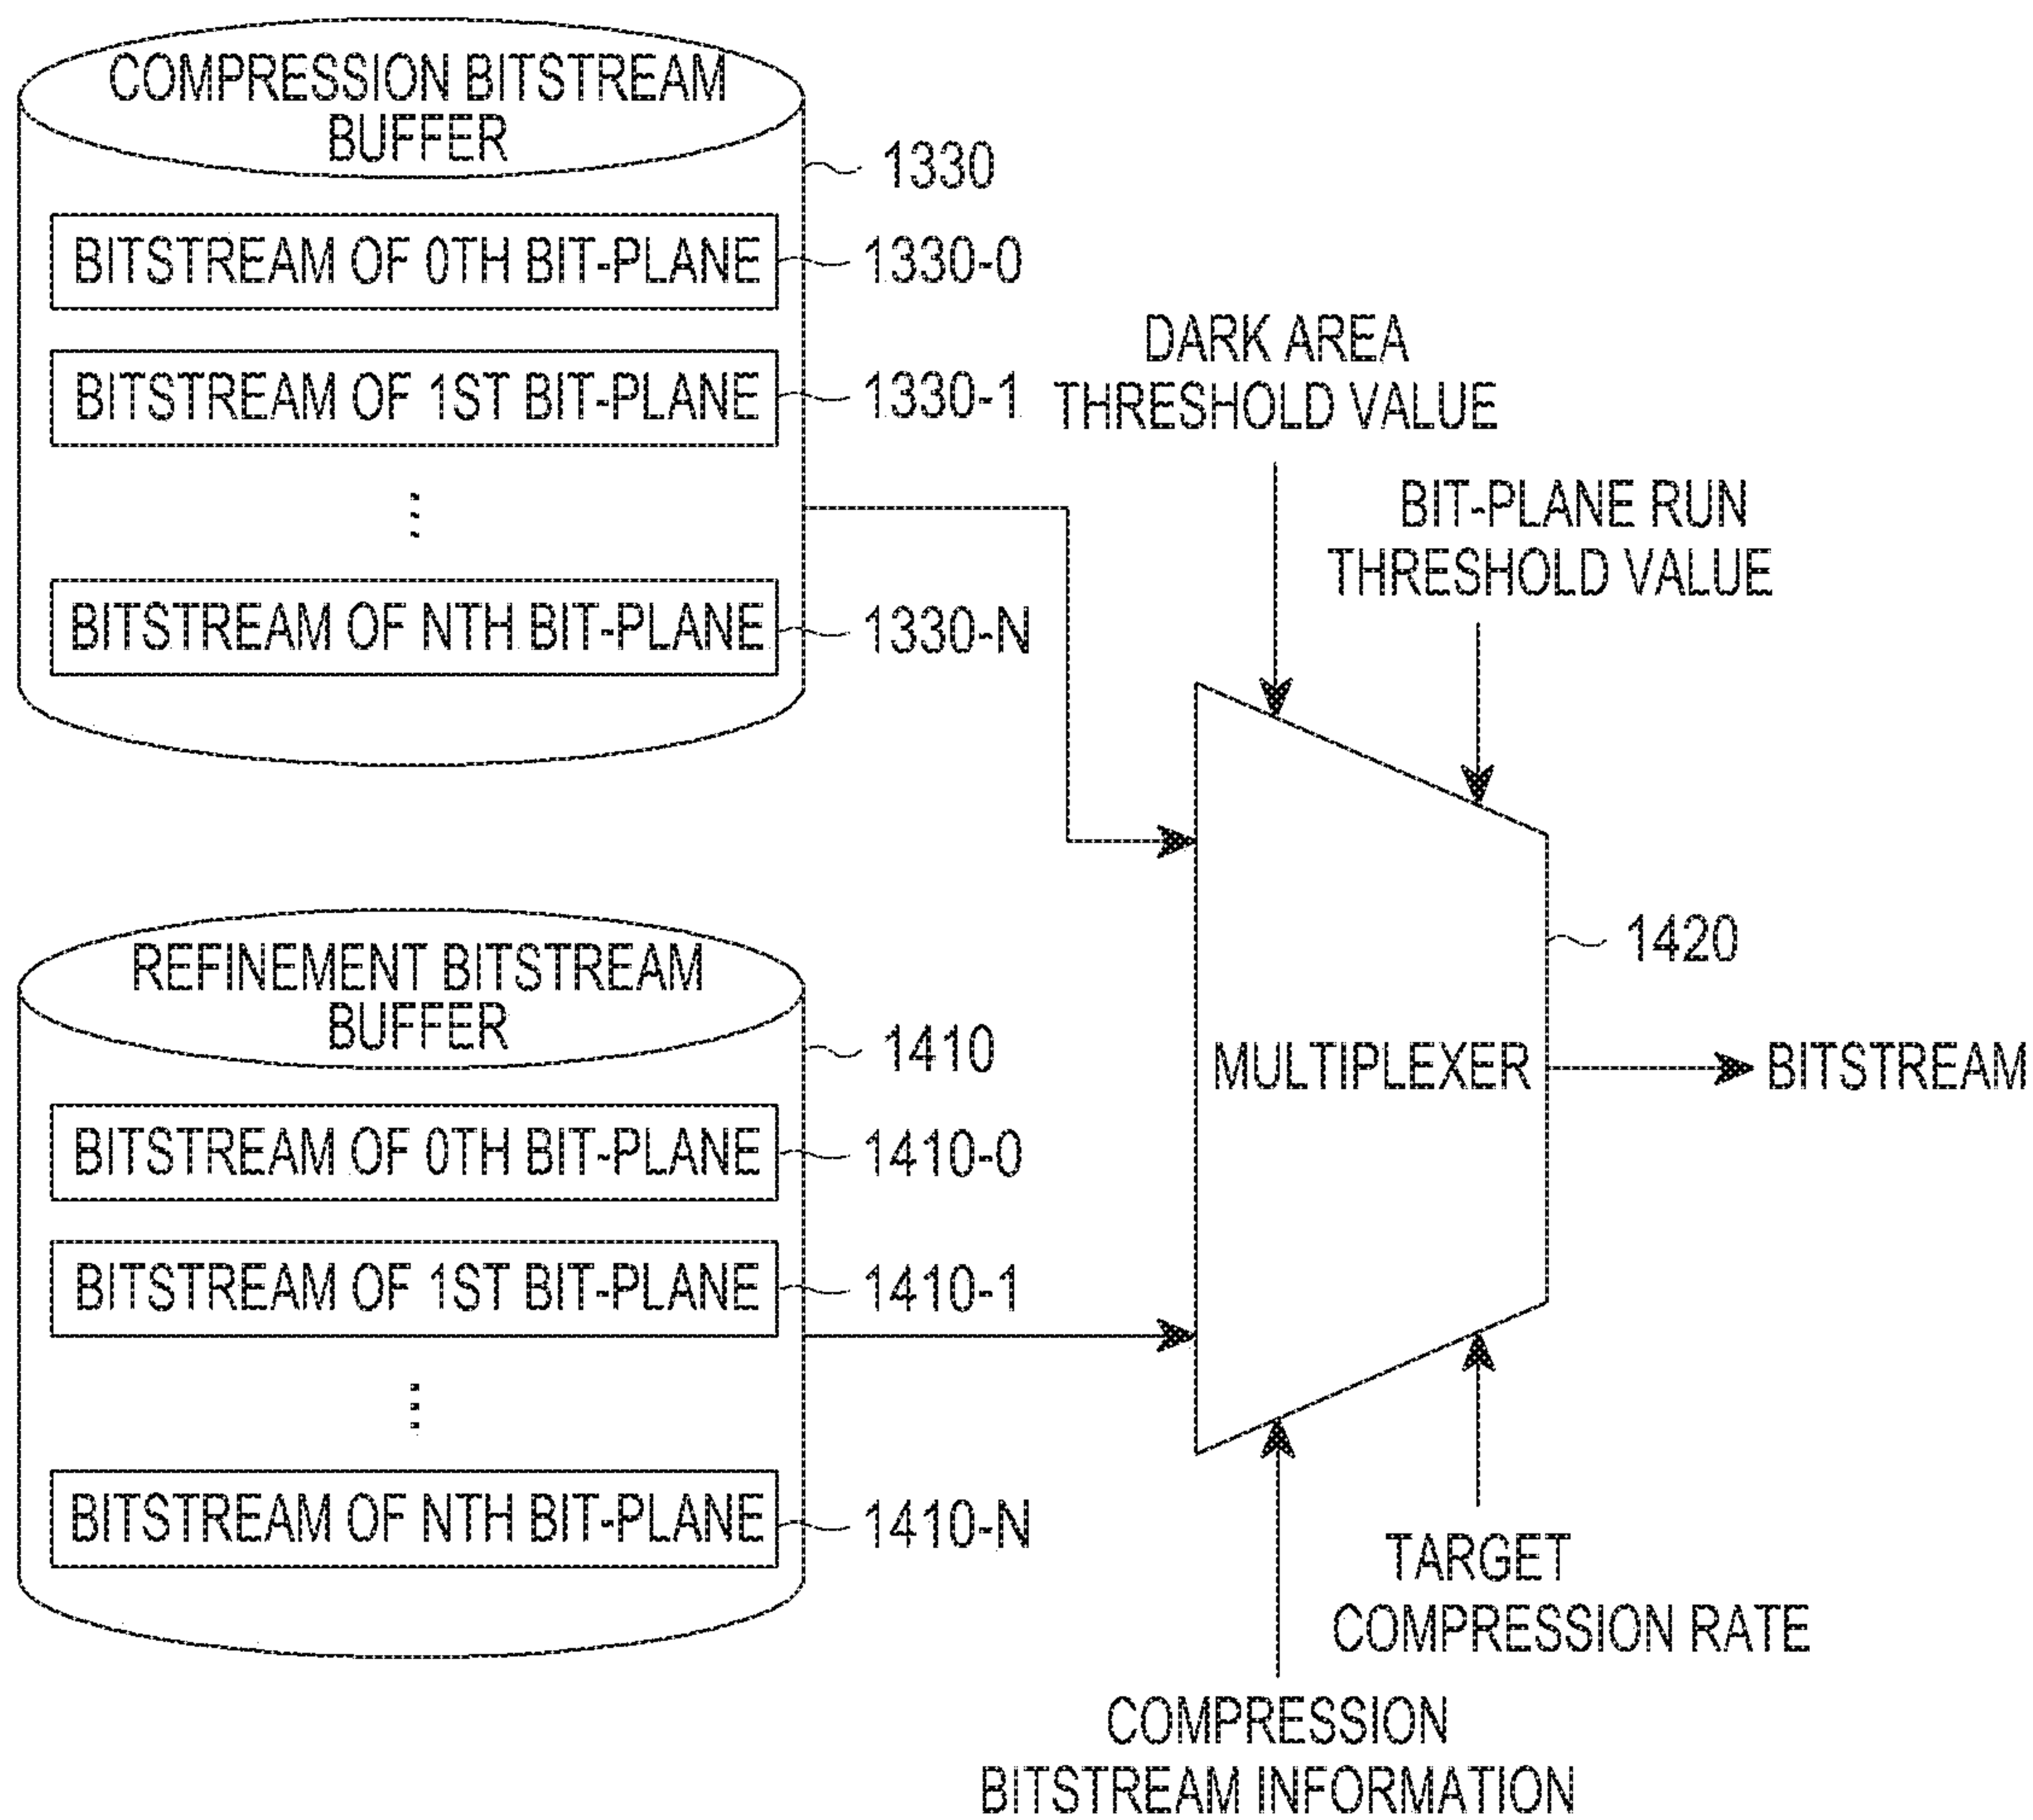 COMPRESSION BITSTREAM
BUFFER
1330
BITSTREAM OF 0TH BIT-PLANE
1330-0
BITSTREAM OF 1ST BIT-PLANE
1330-1
BITSTREAM OF NTH BIT-PLANE
1330-N
DARK AREA
THRESHOLD VALUE
BIT-PLANE RUN
THRESHOLD VALUE
REFINEMENT BITSTREAM
BUFFER
1410
BITSTREAM OF 0TH BIT-PLANE
1410-0
BITSTREAM OF 1ST BIT-PLANE
1410-1
BITSTREAM OF NTH BIT-PLANE
1410-N
1420
MULTIPLEXER
BITSTREAM
TARGET
COMPRESSION RATE
COMPRESSION
BITSTREAM INFORMATION